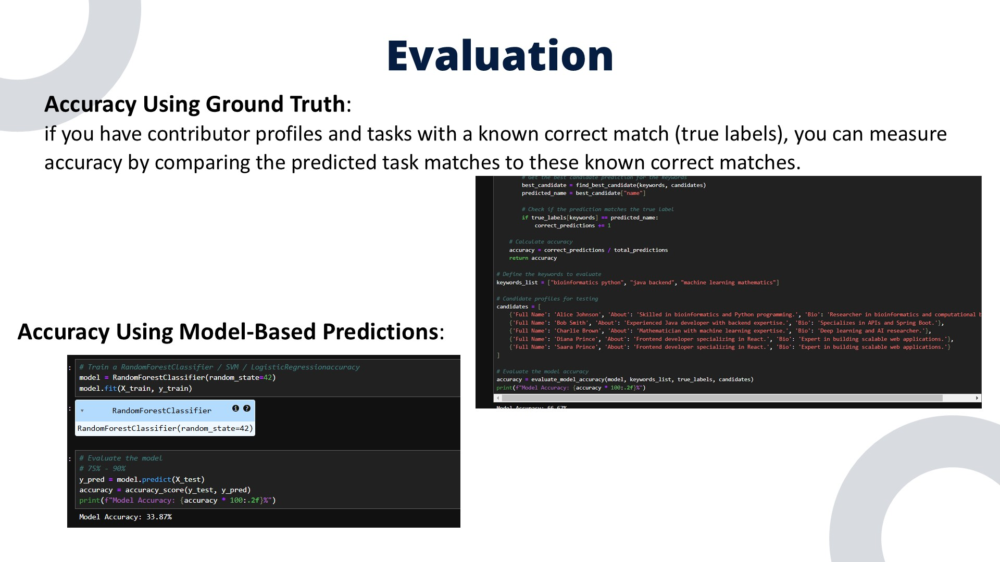 Evaluation
Accuracy Using Ground Truth:
if you have contributor profiles and tasks with a known correct match (true labels), you can measure
accuracy by comparing the predicted task matches to these known correct matches.
# Get the best candidate prediction for the keywords
best_candidate = find_best_candidate(keywords, candidates)
predicted_name = best_candidate["name"]
# Check if the prediction matches the true label
if true_labels[keywords] == predicted_name:
correct_predictions += 1
# Calculate accuracy
accuracy = correct_predictions / total_predictions
return accuracy
# Define the keywords to evaluate
keywords_list = ["bioinformatics python", "java backend", "machine learning mathematics"]
# Candidate profiles for testing
candidates = [
{'Full Name': 'Alice Johnson', 'About': 'Skilled in bioinformatics and Python programming.', 'Bio': 'Researcher in bioinformatics and computational b
{'Full Name': 'Bob Smith', 'About': 'Experienced Java developer with backend expertise.', 'Bio': 'Specializes in APIs and Spring Boot.'},
{'Full Name': 'Charlie Brown', 'About': 'Mathematician with machine learning expertise.', 'Bio': 'Deep learning and AI researcher.'},
{'Full Name': 'Diana Prince', 'About': 'Frontend developer specializing in React.', 'Bio': 'Expert in building scalable web applications.'},
{'Full Name': 'Saara Prince', 'About': 'Frontend developer specializing in React.', 'Bio': 'Expert in building scalable web applications.'}
]
# Evaluate the model accuracy
accuracy = evaluate_model_accuracy(model, keywords_list, true_labels, candidates)
print(f"Model Accuracy: {accuracy * 100:.2f}%")
Model Accuracy: 66.67%
Accuracy Using Model-Based Predictions:
: # Train a RandomForestClassifier / SVM / LogisticRegressionaccuracy
model = RandomForestClassifier(random_state=42)
model.fit(X_train, y_train)
: RandomForestClassifier
RandomForestClassifier(random_state=42)
: # Evaluate the model
# 75% - 90%
y_pred = model.predict(X_test)
accuracy = accuracy_score(y_test, y_pred)
print(f"Model Accuracy: {accuracy * 100:.2f}%")
Model Accuracy: 33.87%